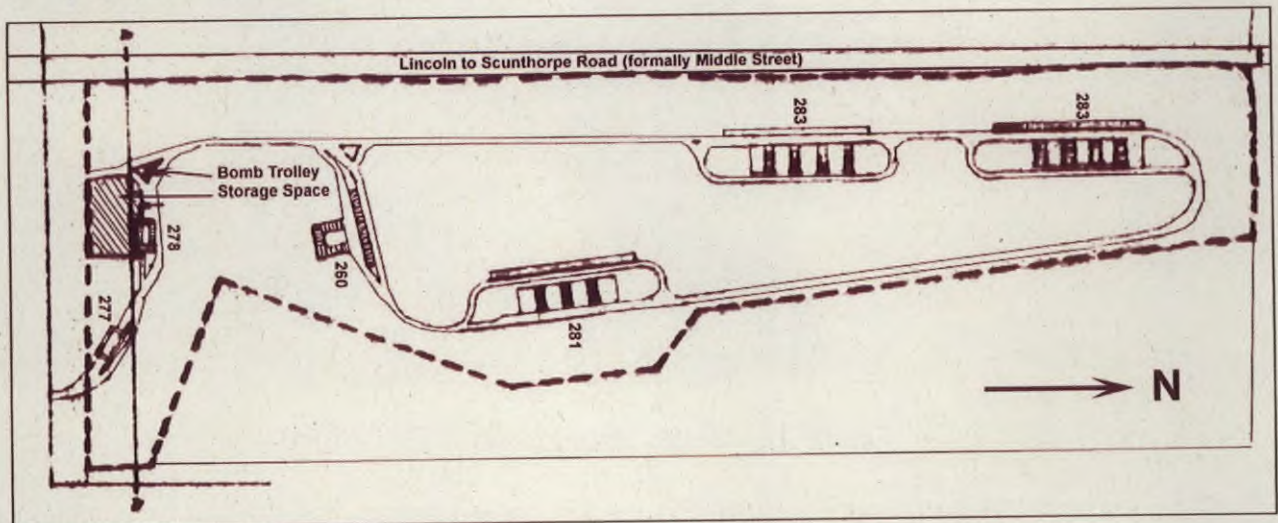 Lincoln to Scunthorpe Road (formally Middle Street)
283
283
Bomb Trolley
Storage Space
278
260
277
281
N